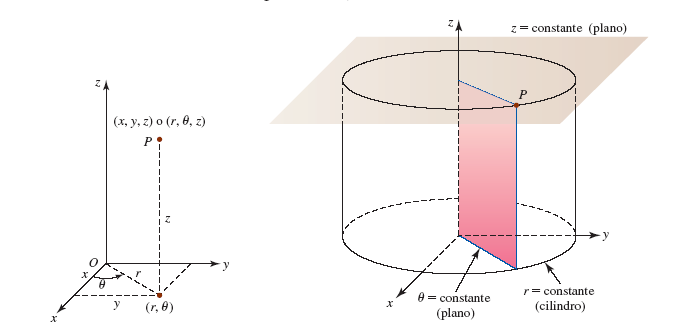 z
(x, y, z) o (r, θ, z)
P
z
O
y
x
r
θ
y
(r, θ)
x
z
z = constante (plano)
P
y
x
θ = constante
(plano)
r = constante
(cilindro)